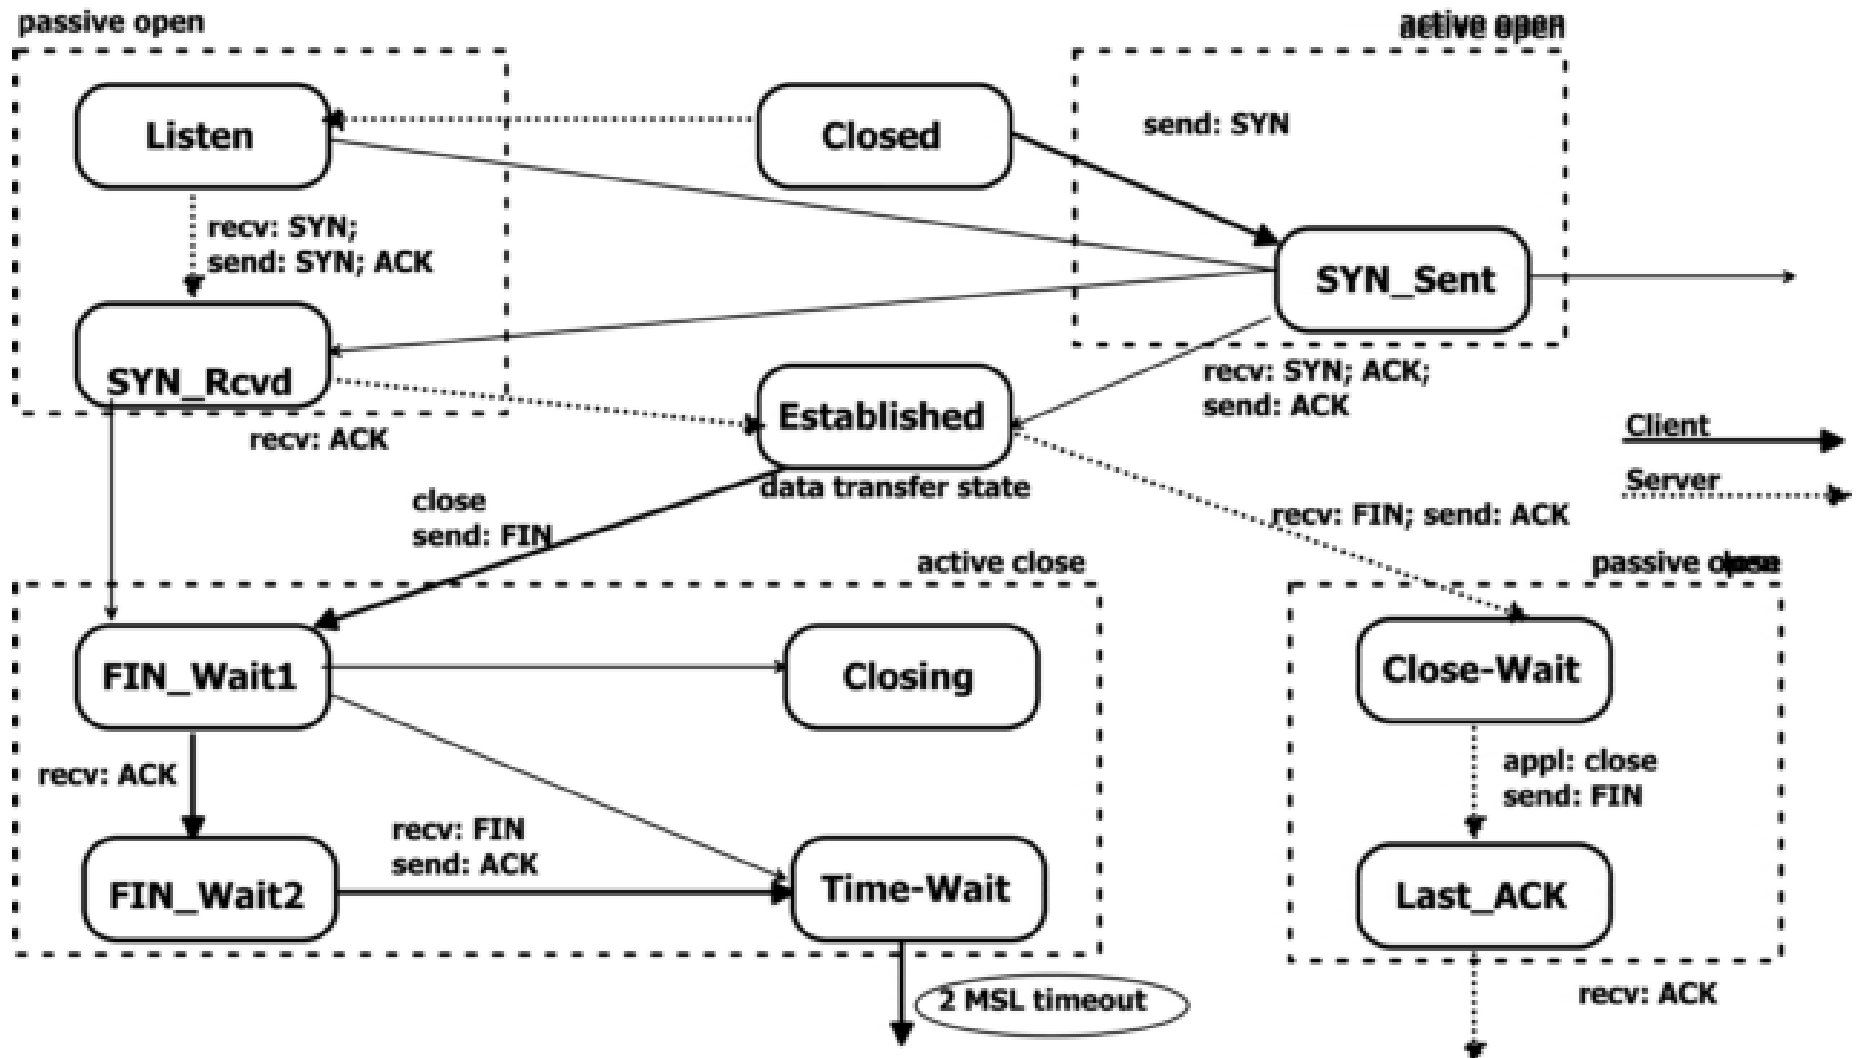 passive open
active open
Listen
Closed
send: SYN
recv: SYN;
send: SYN; ACK
SYN_Sent
SYN_Rcvd
recv: SYN; ACK;
send: ACK
Established
recv: ACK
Client
data transfer state
close
send: FIN
Server
recv: FIN; send: ACK
active close
passive close
FIN_Wait1
Closing
Close-Wait
recv: ACK
appl: close
send: FIN
recv: FIN
send: ACK
FIN_Wait2
Time-Wait
Last_ACK
2 MSL timeout
recv: ACK